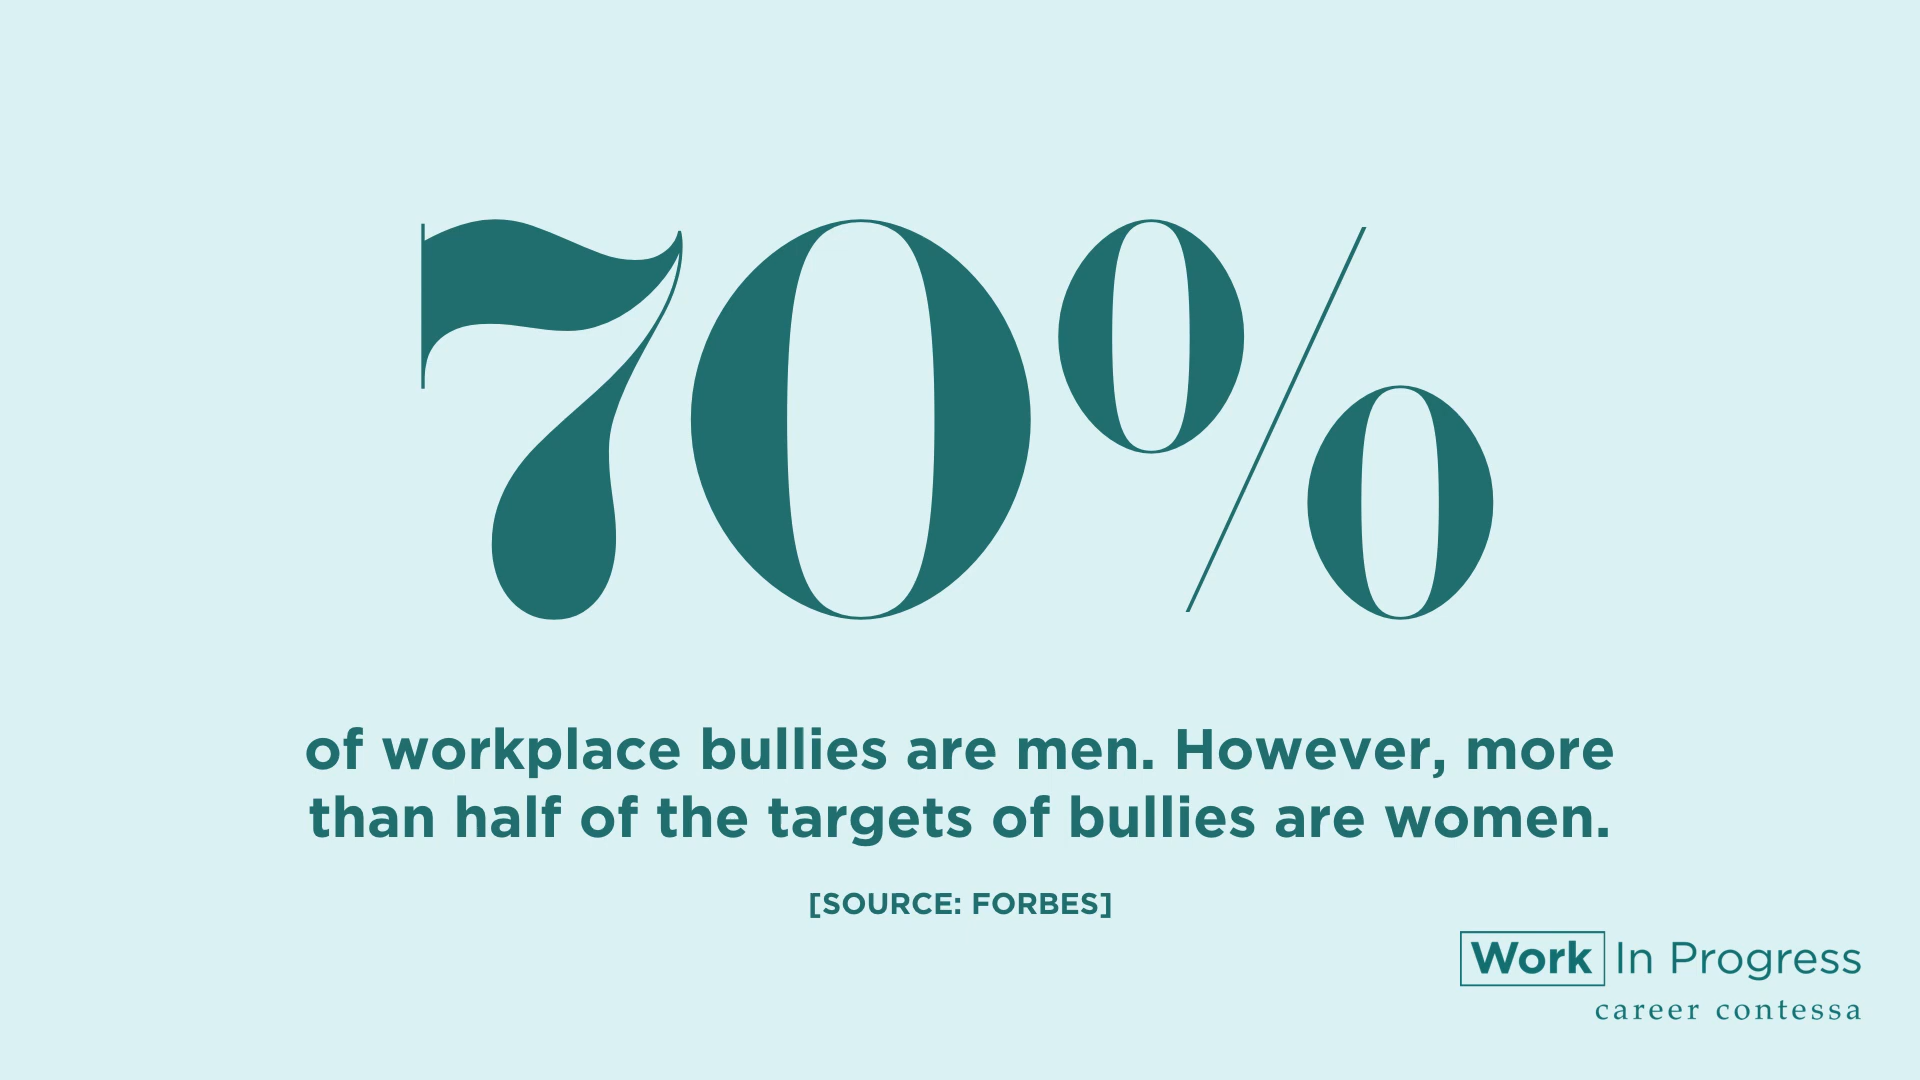 70%
of workplace bullies are men. However, more
than half of the targets of bullies are women.
[SOURCE: FORBES]
Work In Progress
career contessa